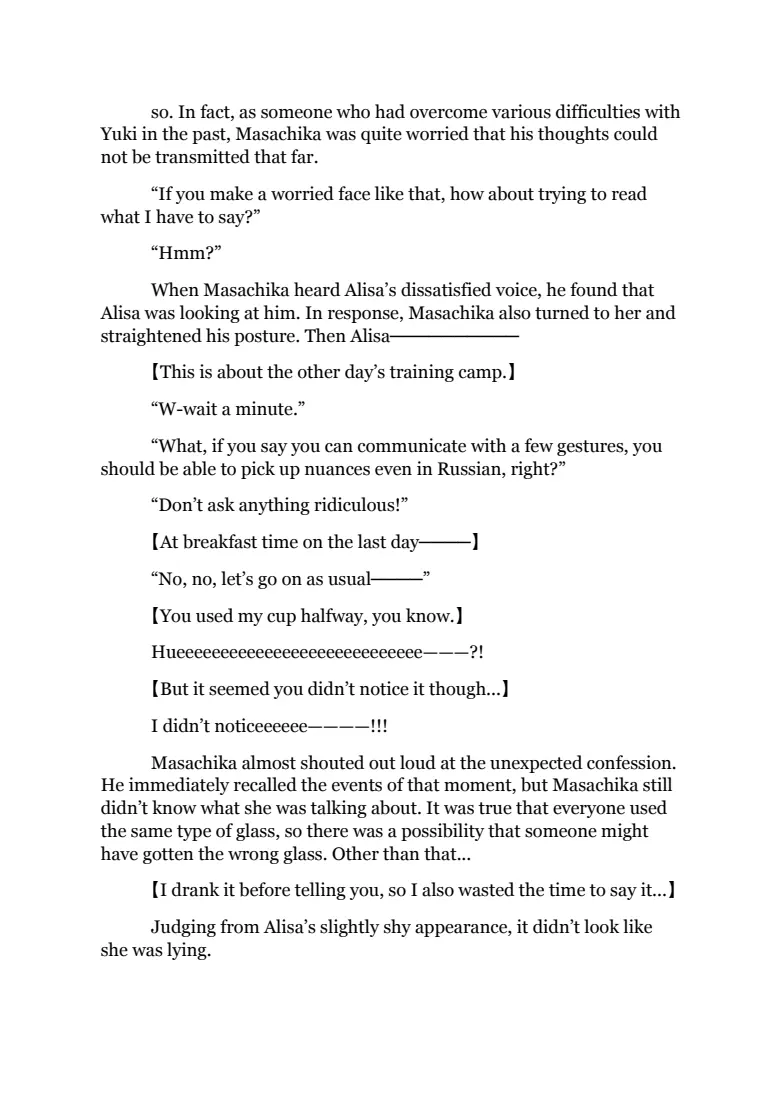 so. In fact, as someone who had overcome various difficulties with
Yuki in the past, Masachika was quite worried that his thoughts could
not be transmitted that far.
“If you make a worried face like that, how about trying to read
what I have to say?”
“Hmm?”
When Masachika heard Alisa’s dissatisfied voice, he found that
Alisa was looking at him. In response, Masachika also turned to her and
straightened his posture. Then Alisa──────────
【This is about the other day’s training camp.】
“W-wait a minute.”
“What, if you say you can communicate with a few gestures, you
should be able to pick up nuances even in Russian, right?”
“Don’t ask anything ridiculous!”
【At breakfast time on the last day────】
“No, no, let’s go on as usual────”
【You used my cup halfway, you know.】
Hueeeeeeeeeeeeeeeeeeeeeeeeeeee———?!
【But it seemed you didn’t notice it though...】
I didn’t noticeeeeee————!!!
Masachika almost shouted out loud at the unexpected confession.
He immediately recalled the events of that moment, but Masachika still
didn’t know what she was talking about. It was true that everyone used
the same type of glass, so there was a possibility that someone might
have gotten the wrong glass. Other than that...
【I drank it before telling you, so I also wasted the time to say it...】
Judging from Alisa’s slightly shy appearance, it didn’t look like
she was lying.